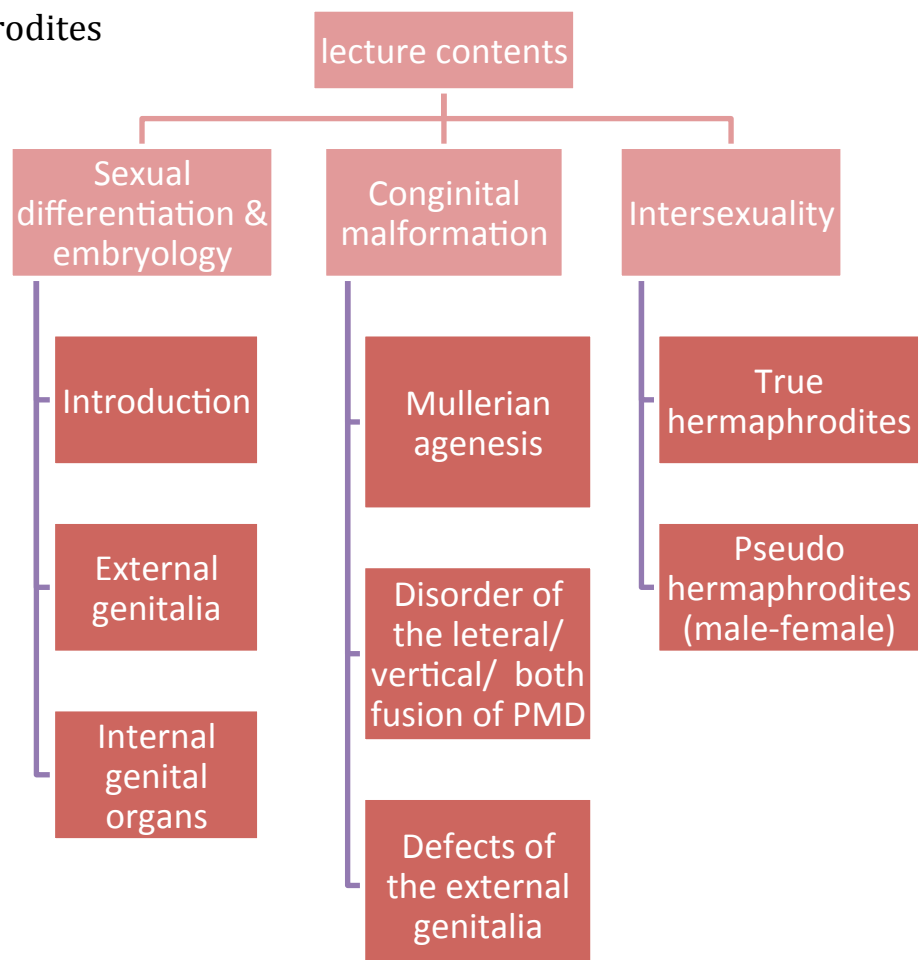 rodites
lecture contents
Sexual
differentiation &
embryology
Introduction
External
genitalia
Internal
genital
organs
Conginital
malformation
Mullerian
agenesis
Disorder of
the leteral/
vertical/ both
fusion of PMD
Defects of
the external
genitalia
Intersexuality
True
hermaphrodites
Pseudo
hermaphrodites
(male-female)